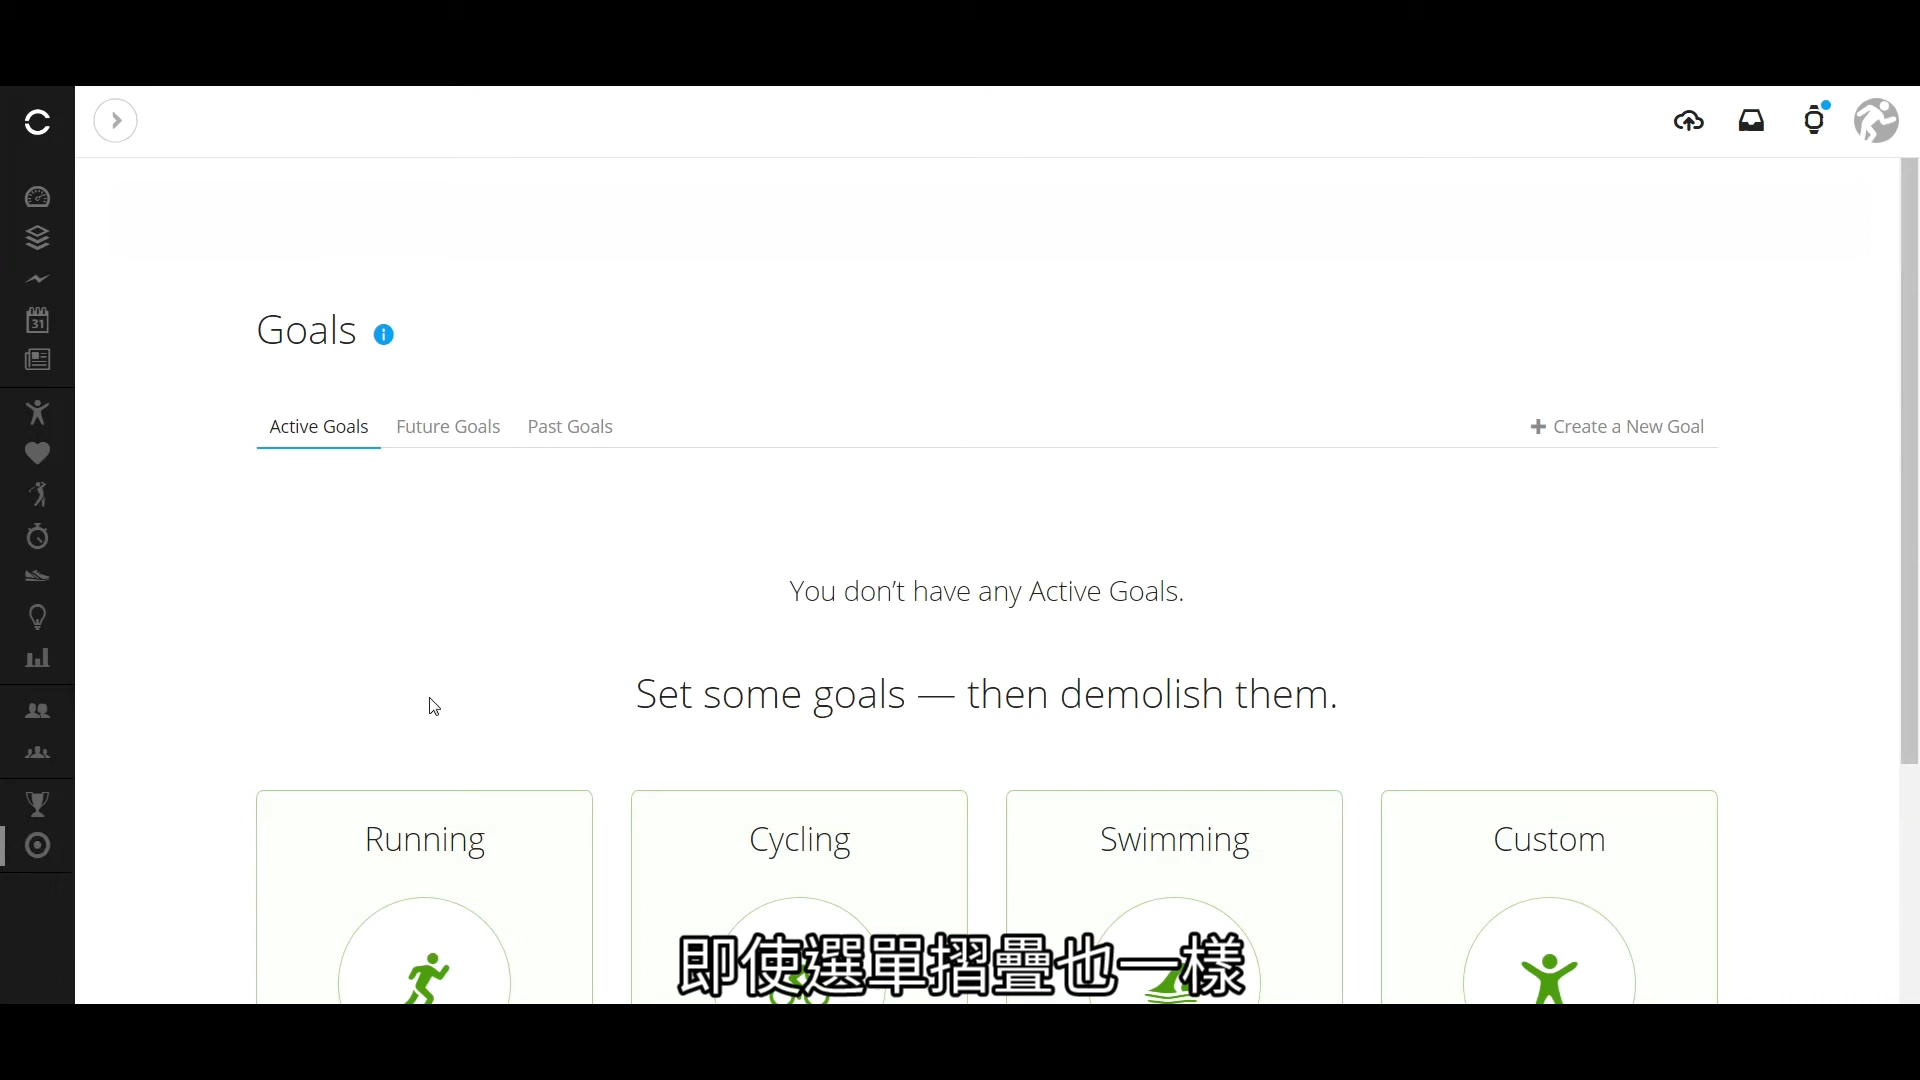 31
Goals
Active Goals
Future Goals
Past Goals
Create a New Goal
You don’t have any Active Goals.
Set some goals — then demolish them.
Running
Cycling
Swimming
Custom
即使選單摺疊也一樣